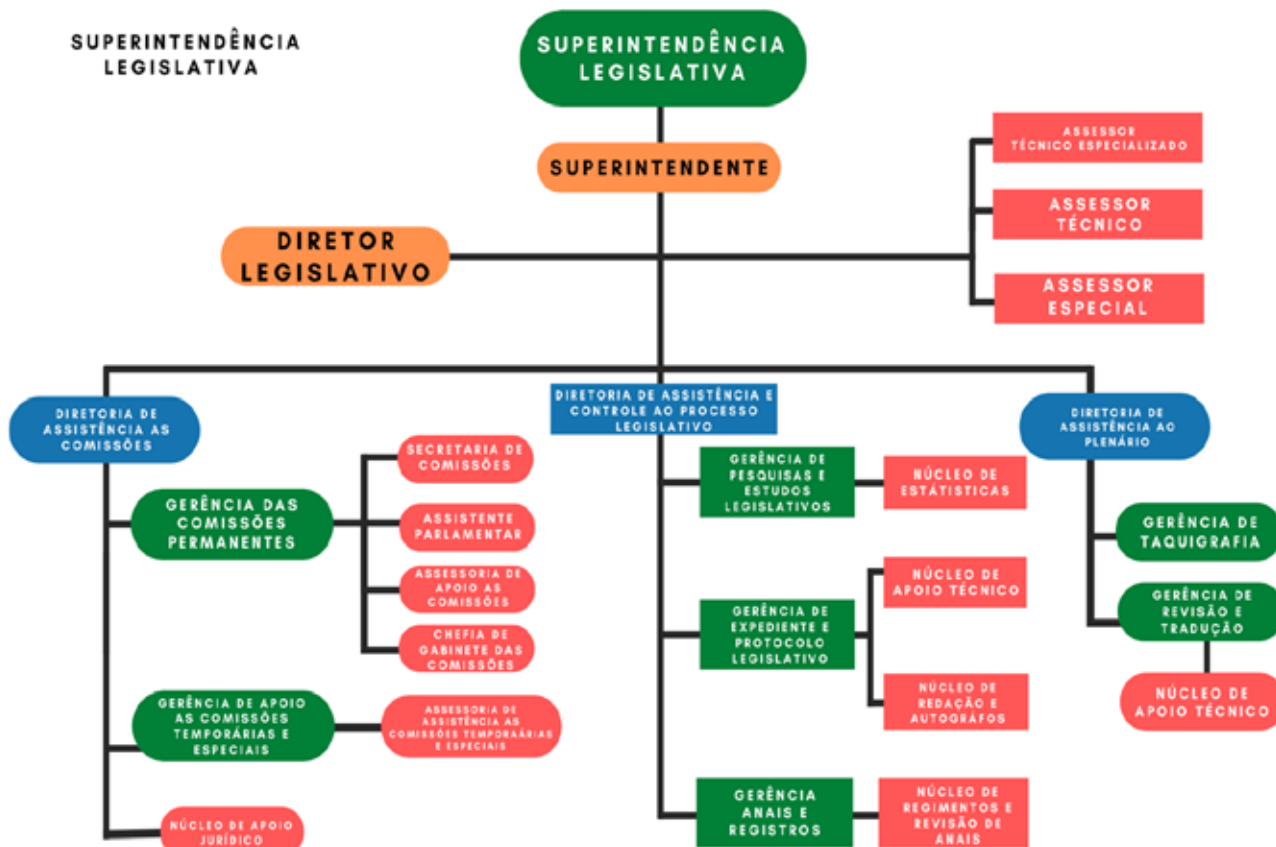 SUPERINTENDÊNCIA
LEGISLATIVA
SUPERINTENDÊNCIA
LEGISLATIVA
SUPERINTENDENTE
DIRETOR
LEGISLATIVO
ASSESSOR
TÉCNICO ESPECIALIZADO
ASSESSOR
TÉCNICO
ASSESSOR
ESPECIAL
DIRETORIA DE
ASSISTÊNCIA AS
COMISSÕES
GERÊNCIA DAS
COMISSÕES
PERMANENTES
SECRETARIA DE
COMISSÕES
ASSISTENTE
PARLAMENTAR
ASSESSORIA DE
APOIO AS
COMISSÕES
CHEFIA DE
GABINETE DAS
COMISSÕES
GERÊNCIA DE APOIO
AS COMISSÕES
TEMPORÁRIAS E
ESPECIAIS
ASSESSORIA DE
ASSISTÊNCIA AS
COMISSÕES TEMPORAÁRIAS
E ESPECIAIS
NÚCLEO DE APOIO
JURÍDICO
DIRETORIA DE ASSISTÊNCIA E
CONTROLE AO PROCESSO
LEGISLATIVO
GERÊNCIA DE
PESQUISAS E
ESTUDOS
LEGISLATIVOS
NÚCLEO DE
ESTÁTISTICAS
GERÊNCIA DE
EXPEDIENTE E
PROTOCOLO
LEGISLATIVO
NÚCLEO DE
APOIO TÉCNICO
NÚCLEO DE
REDAÇÃO E
AUTOGRÁFOS
GERÊNCIA
ANAIS E
REGISTROS
NÚCLEO DE
REGIMENTOS E
REVISÃO DE
ANAIS
DIRETORIA DE
ASSISTÊNCIA AO
PLENÁRIO
GERÊNCIA DE
TAQUIGRAFIA
GERÊNCIA DE
REVISÃO E
TRADUÇÃO
NÚCLEO DE
APOIO TÉCNICO